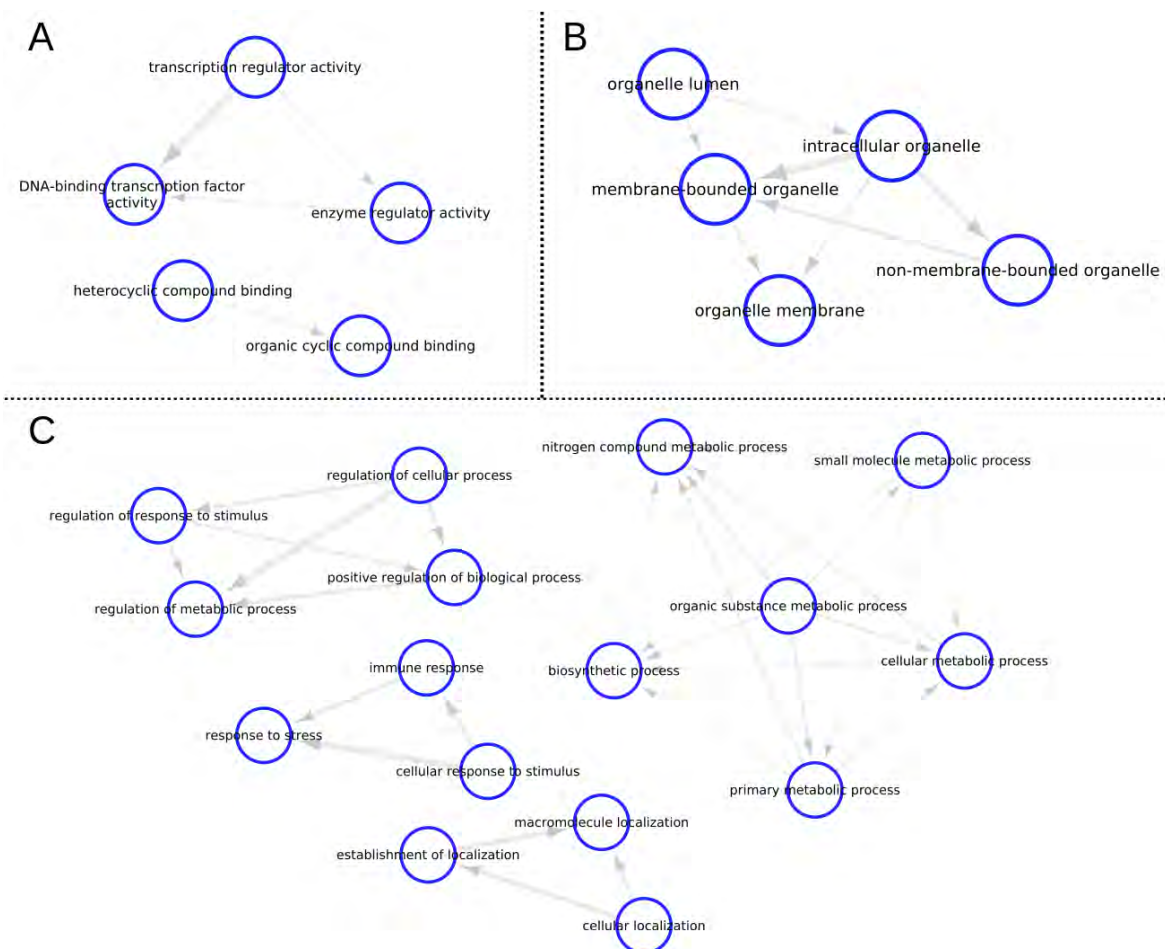 A
transcription regulator activity
DNA-binding transcription factor
activity
enzyme regulator activity
heterocyclic compound binding
organic cyclic compound binding
B
organelle lumen
intracellular organelle
membrane-bounded organelle
non-membrane-bounded organelle
organelle membrane
C
regulation of cellular process
regulation of response to stimulus
positive regulation of biological process
regulation of metabolic process
immune response
response to stress
cellular response to stimulus
macromolecule localization
establishment of localization
cellular localization
nitrogen compound metabolic process
small molecule metabolic process
organic substance metabolic process
biosynthetic process
cellular metabolic process
primary metabolic process